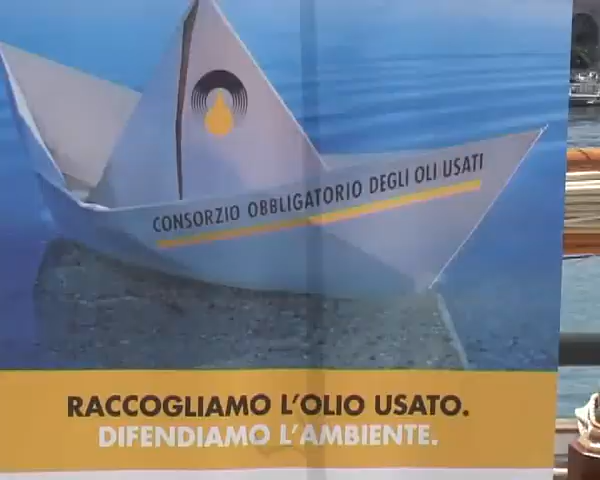 CONSORZIO OBBLIGATORIO DEGLI OLI USATI
RACCOGLIAMO L'OLIO USATO.
DIFENDIAMO L'AMBIENTE.